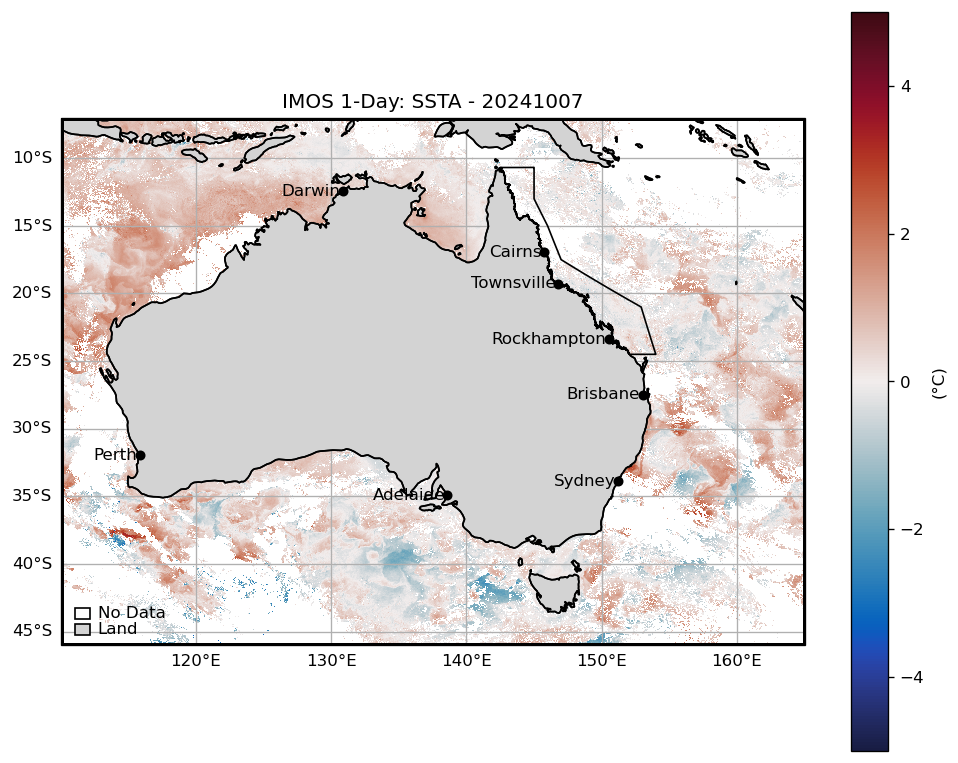 IMOS 1-Day: SSTA - 20241007
10°S
15°S
20°S
25°S
30°S
35°S
40°S
45°S
Darwin
Cairns
Townsville
Rockhampton
Brisbane
Perth
Sydney
Adelaide
No Data
Land
120°E 130°E 140°E 150°E 160°E
4
2
0
−2
−4
(°C)